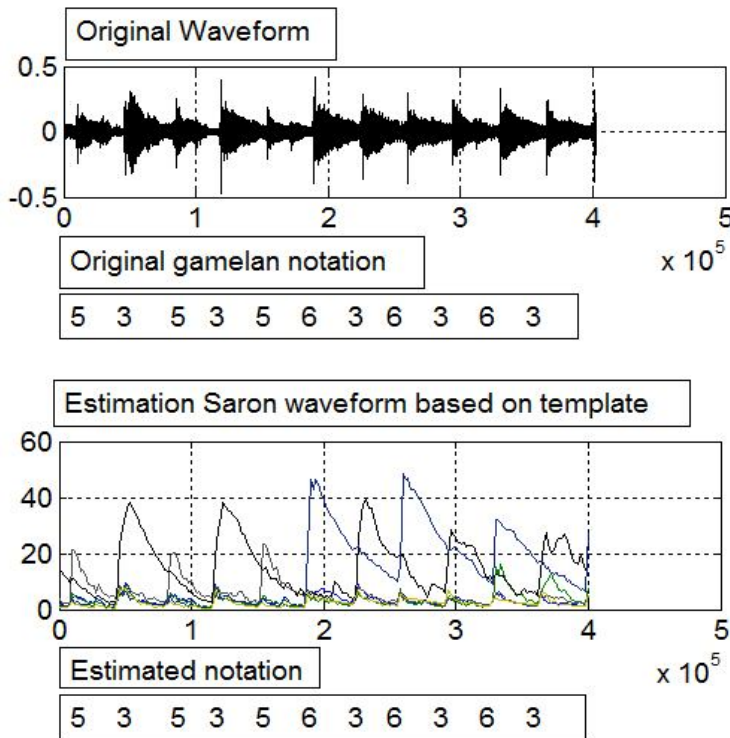 Original Waveform
0.5
0
-0.5
0 1 2 3 4 5
x 10^5
Original gamelan notation
5 3 5 3 5 6 3 6 3 6 3
Estimation Saron waveform based on template
60
40
20
0
0 1 2 3 4 5
x 10^5
Estimated notation
5 3 5 3 5 6 3 6 3 6 3